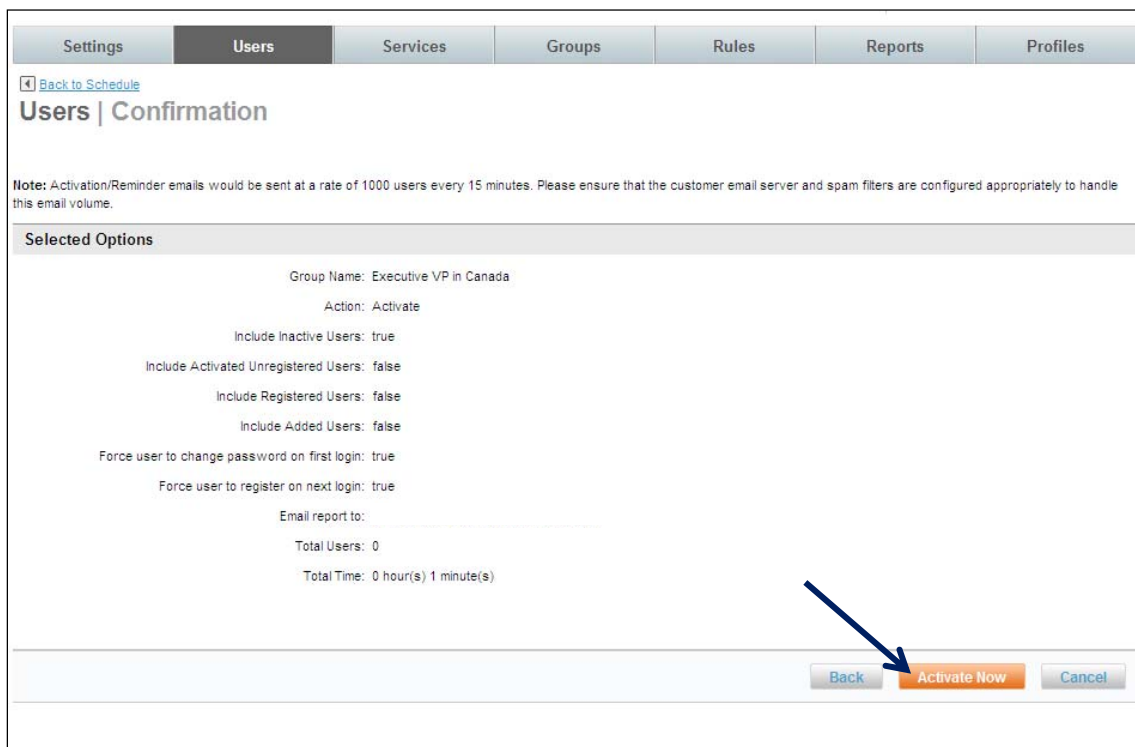 Settings Users Services Groups Rules Reports Profiles
Back to Schedule
Users | Confirmation
Note: Activation/Reminder emails would be sent at a rate of 1000 users every 15 minutes. Please ensure that the customer email server and spam filters are configured appropriately to handle
this email volume.
Selected Options
Group Name: Executive VP in Canada
Action: Activate
Include Inactive Users: true
Include Activated Unregistered Users: false
Include Registered Users: false
Include Added Users: false
Force user to change password on first login: true
Force user to register on next login: true
Email report to:
Total Users: 0
Total Time: 0 hour(s) 1 minute(s)
Back Activate Now Cancel